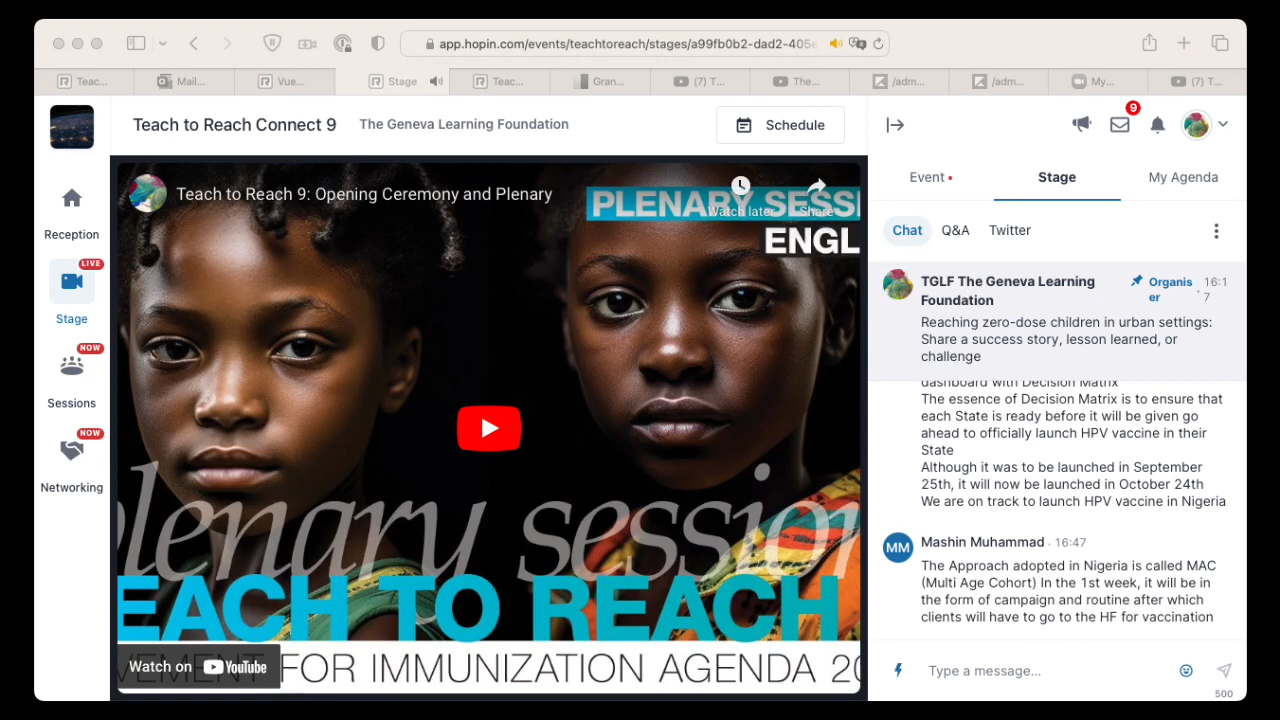 app.hopin.com/events/teachtoreach/stages/a99fb0b2-dad2-405e
Teac...
Mail...
Vue...
Stage
Teac...
Gran...
(7) T...
The...
/adm...
/adm...
My...
(7) T...
Teach to Reach Connect 9
The Geneva Learning Foundation
Schedule
9
Reception
LIVE
Stage
NOW
Sessions
NOW
Networking
Teach to Reach 9: Opening Ceremony and Plenary
Watch later
Share
PLENARY SESSI
ENGL
plenary session
EACH TO REACH
VEMENT FOR IMMUNIZATION AGENDA 20
Watch on YouTube
Event
Stage
My Agenda
Chat
Q&A
Twitter
TGLF The Geneva Learning Foundation
Organiser · 16:17
Reaching zero-dose children in urban settings:
Share a success story, lesson learned, or
challenge
dashboard with Decision Matrix
The essence of Decision Matrix is to ensure that
each State is ready before it will be given go
ahead to officially launch HPV vaccine in their
State
Although it was to be launched in September
25th, it will now be launched in October 24th
We are on track to launch HPV vaccine in Nigeria
MM
Mashin Muhammad · 16:47
The Approach adopted in Nigeria is called MAC
(Multi Age Cohort) In the 1st week, it will be in
the form of campaign and routine after which
clients will have to go to the HF for vaccination
Type a message...
500